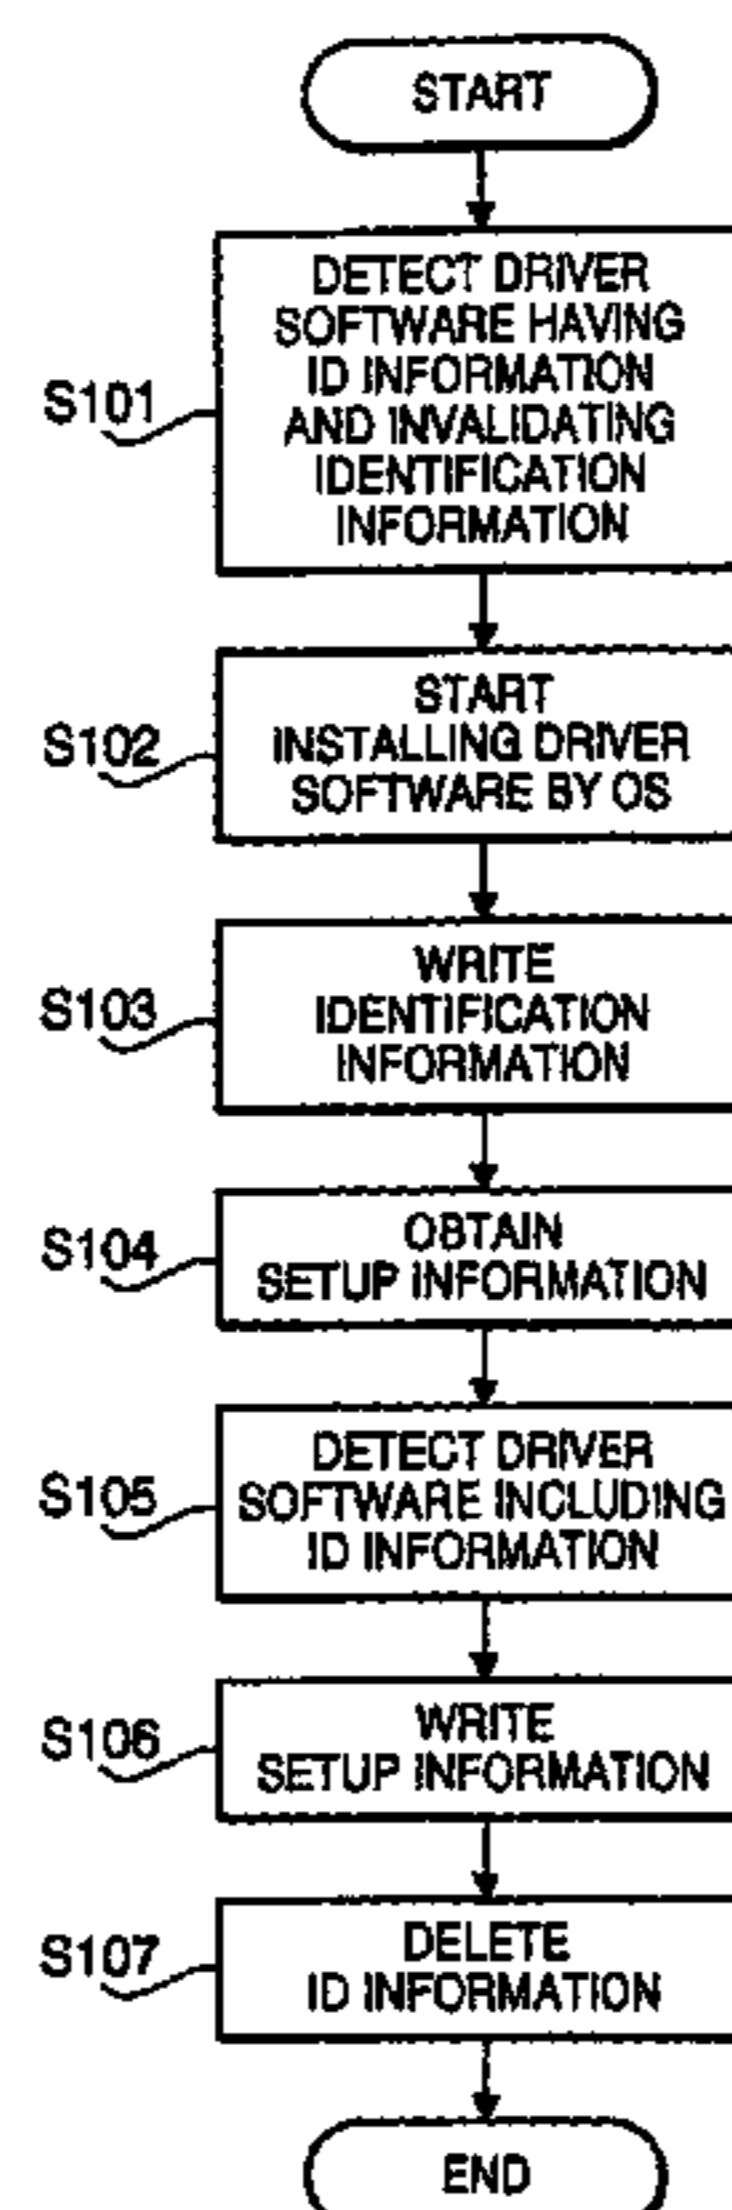 START
S101
DETECT DRIVER
SOFTWARE HAVING
ID INFORMATION
AND INVALIDATING
IDENTIFICATION
INFORMATION
S102
START
INSTALLING DRIVER
SOFTWARE BY OS
S103
WRITE
IDENTIFICATION
INFORMATION
S104
OBTAIN
SETUP INFORMATION
S105
DETECT DRIVER
SOFTWARE INCLUDING
ID INFORMATION
S106
WRITE
SETUP INFORMATION
S107
DELETE
ID INFORMATION
END